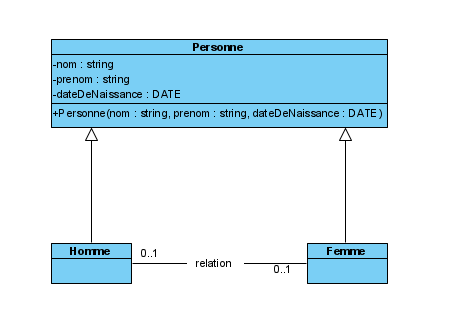 Personne
-nom : string
-prenom : string
-dateDeNaissance : DATE
+Personne(nom : string, prenom : string, dateDeNaissance : DATE)
Homme
Femme
0..1
relation
0..1